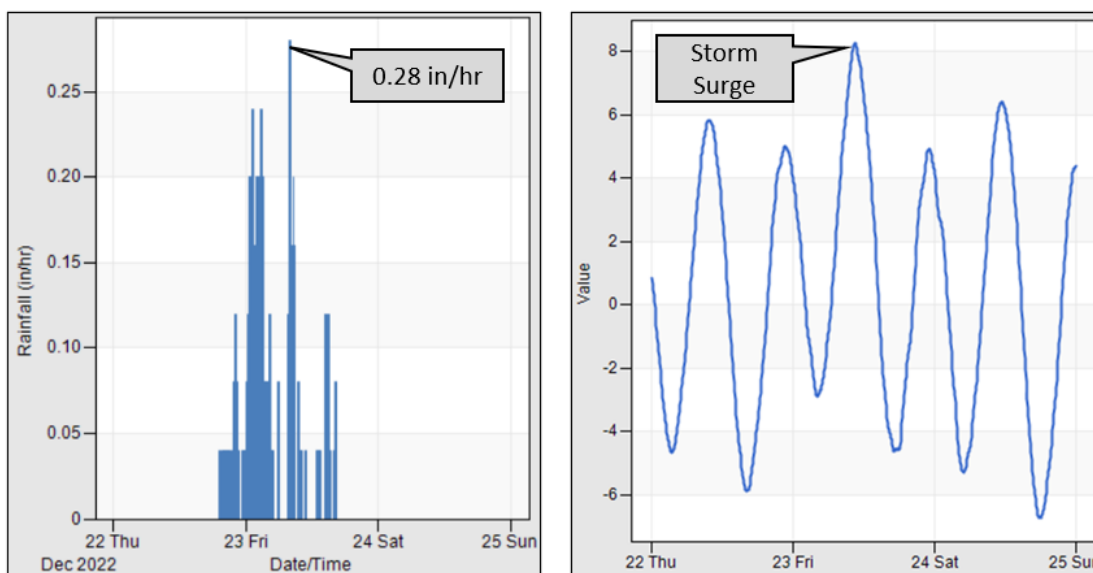 0.28 in/hr
0.25
0.20
0.15
0.10
0.05
0
Rainfall (in/hr)
22 Thu
23 Fri
24 Sat
25 Sun
Dec 2022
Date/Time
Storm
Surge
8
6
4
2
0
-2
-4
-6
Value
22 Thu
23 Fri
24 Sat
25 Sun